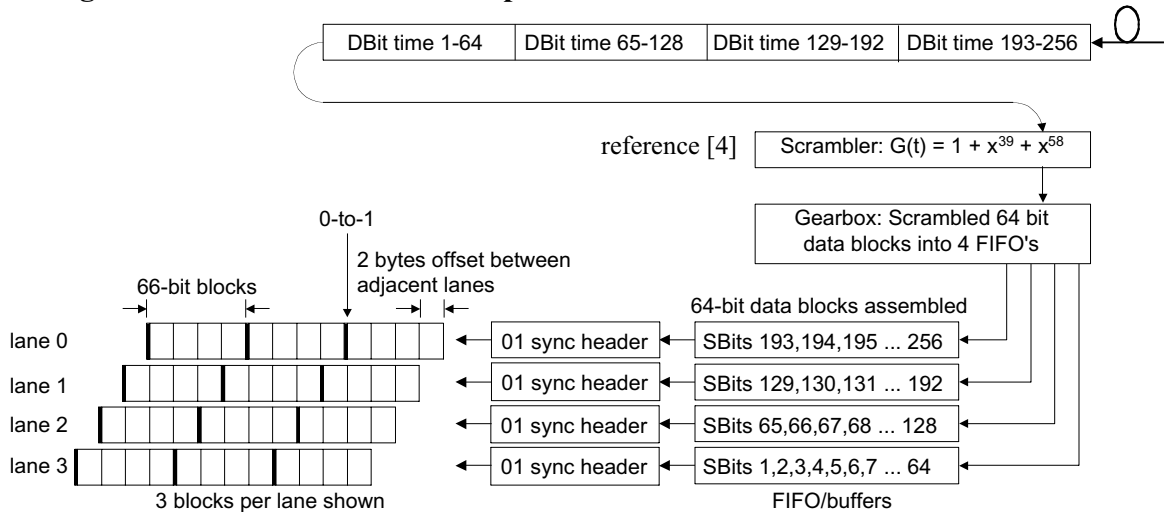 DBit time 1-64 DBit time 65-128 DBit time 129-192 DBit time 193-256
reference [4]
Scrambler: G(t) = 1 + x³⁹ + x⁵⁸
Gearbox: Scrambled 64 bit
data blocks into 4 FIFO's
0-to-1
2 bytes offset between
adjacent lanes
66-bit blocks
64-bit data blocks assembled
lane 0 01 sync header SBits 193,194,195 ... 256
lane 1 01 sync header SBits 129,130,131 ... 192
lane 2 01 sync header SBits 65,66,67,68 ... 128
lane 3 01 sync header SBits 1,2,3,4,5,6,7 ... 64
3 blocks per lane shown
FIFO/buffers